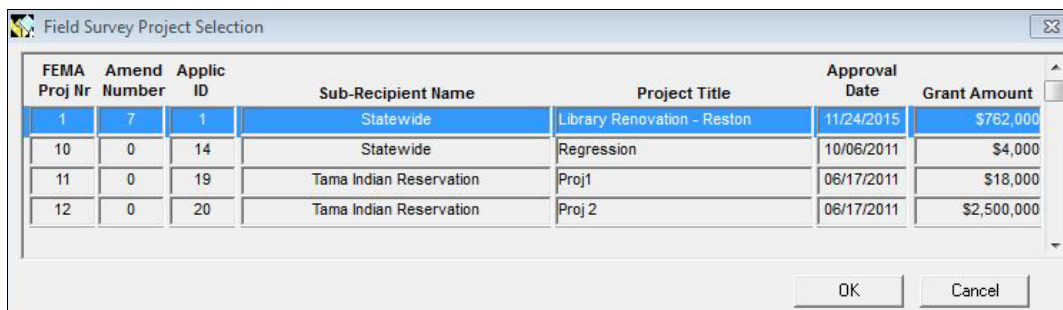 Field Survey Project Selection
FEMA Proj Nr Amend Number Applic ID Sub-Recipient Name Project Title Approval Date Grant Amount
1 7 1 Statewide Library Renovation - Reston 11/24/2015 $762,000
10 0 14 Statewide Regression 10/06/2011 $4,000
11 0 19 Tama Indian Reservation Proj1 06/17/2011 $18,000
12 0 20 Tama Indian Reservation Proj 2 06/17/2011 $2,500,000
OK Cancel